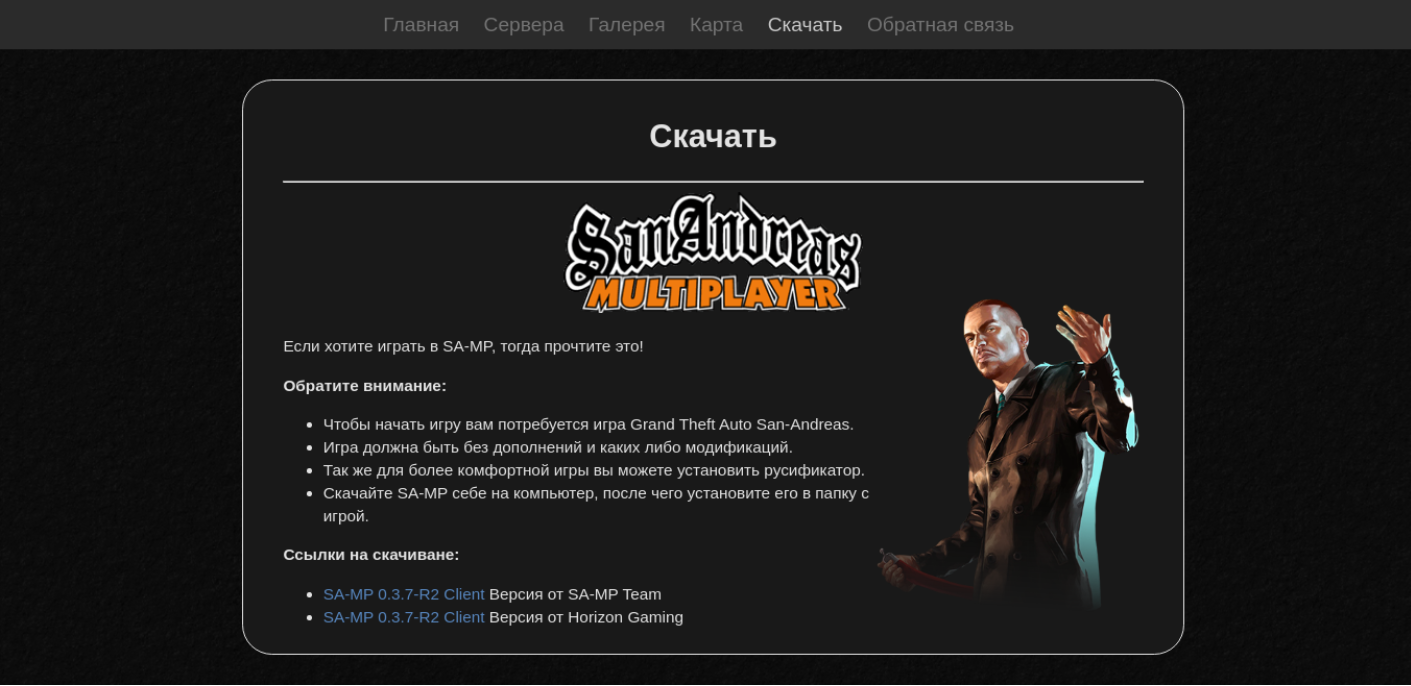 Главная Сервера Галерея Карта Скачать Обратная связь
Скачать
San Andreas
MULTIPLAYER
Если хотите играть в SA-MP, тогда прочтите это!
Обратите внимание:
Чтобы начать игру вам потребуется игра Grand Theft Auto San-Andreas.
Игра должна быть без дополнений и каких либо модификаций.
Так же для более комфортной игры вы можете установить русификатор.
Скачайте SA-MP себе на компьютер, после чего установите его в папку с
игрой.
Ссылки на скачиване:
SA-MP 0.3.7-R2 Client Версия от SA-MP Team
SA-MP 0.3.7-R2 Client Версия от Horizon Gaming